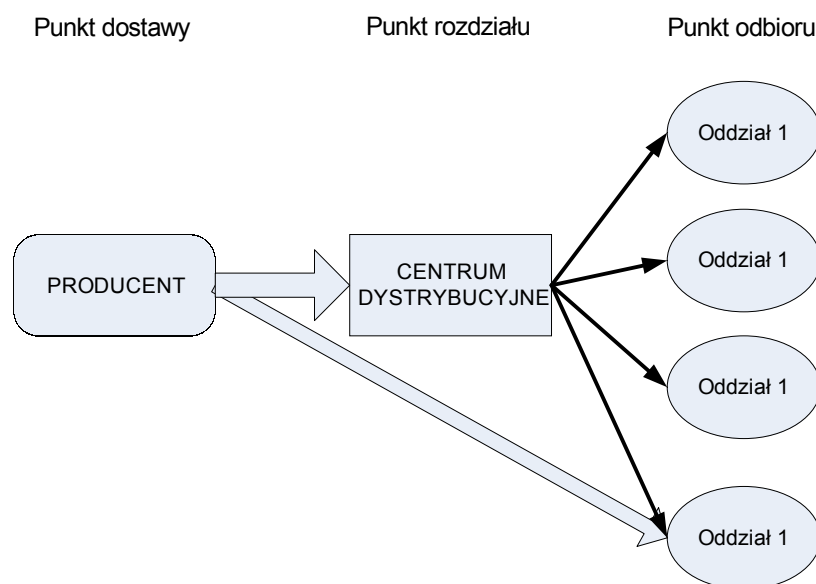 Punkt dostawy
Punkt rozdziału
Punkt odbioru
Oddział 1
Oddział 1
PRODUCENT
CENTRUM
DYSTRYBUCYJNE
Oddział 1
Oddział 1